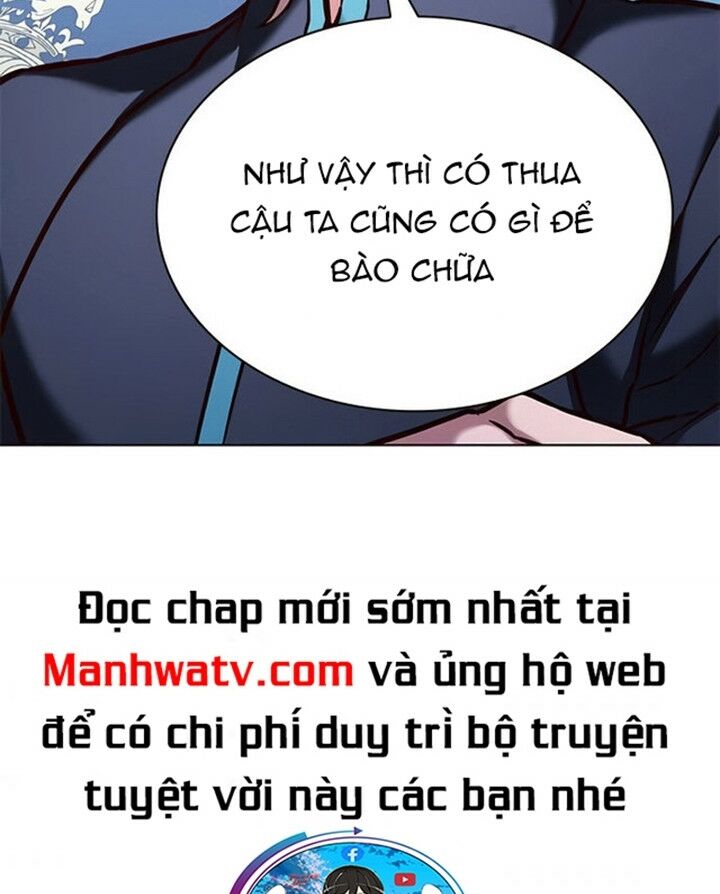 NHƯ VẬY THÌ CÓ THUA
CẬU TA CŨNG CÓ GÌ ĐỂ
BÀO CHỮA
Đọc chap mới sớm nhất tại
Manhwatv.com và ủng hộ web
để có chi phí duy trì bộ truyện
tuyệt vời này các bạn nhé